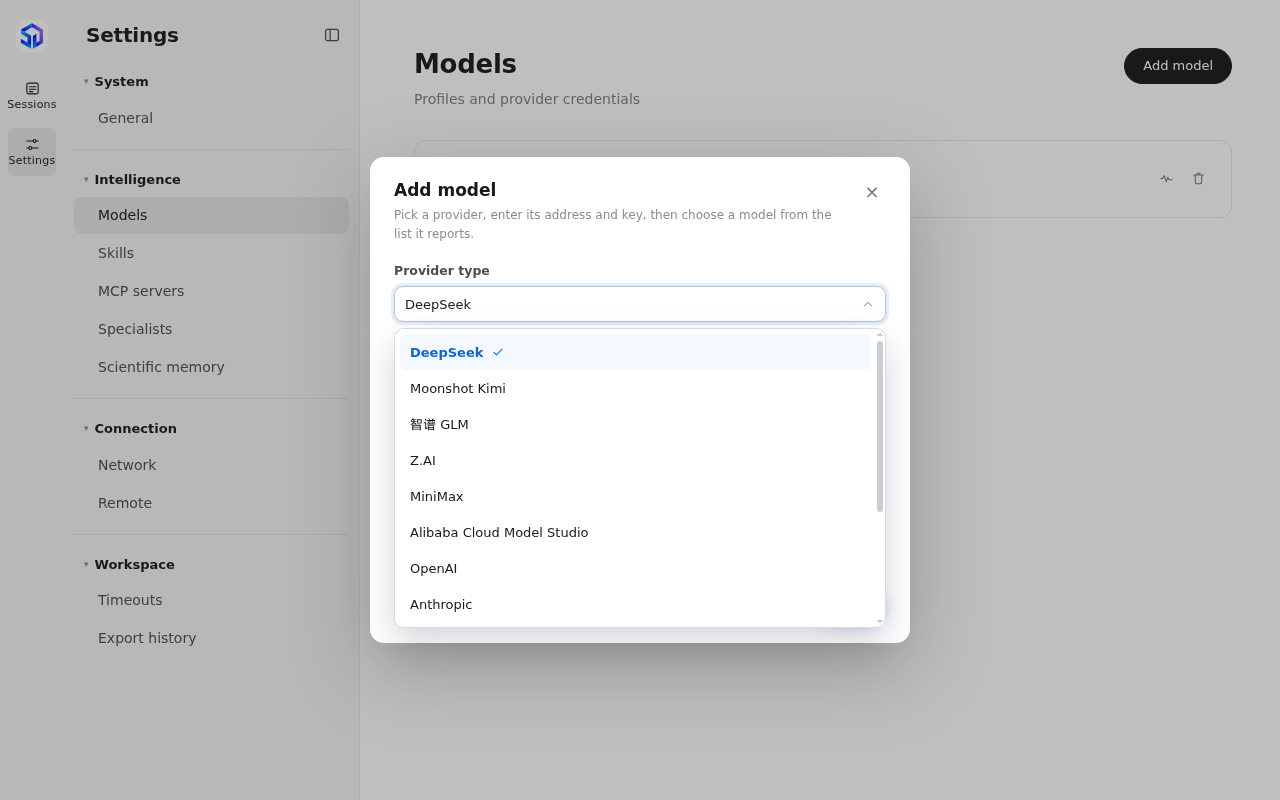 Settings
Sessions
Settings
System
General
Intelligence
Models
Skills
MCP servers
Specialists
Scientific memory
Connection
Network
Remote
Workspace
Timeouts
Export history
Models
Add model
Profiles and provider credentials
Add model
Pick a provider, enter its address and key, then choose a model from the
list it reports.
Provider type
DeepSeek
DeepSeek
Moonshot Kimi
智谱 GLM
Z.AI
MiniMax
Alibaba Cloud Model Studio
OpenAI
Anthropic